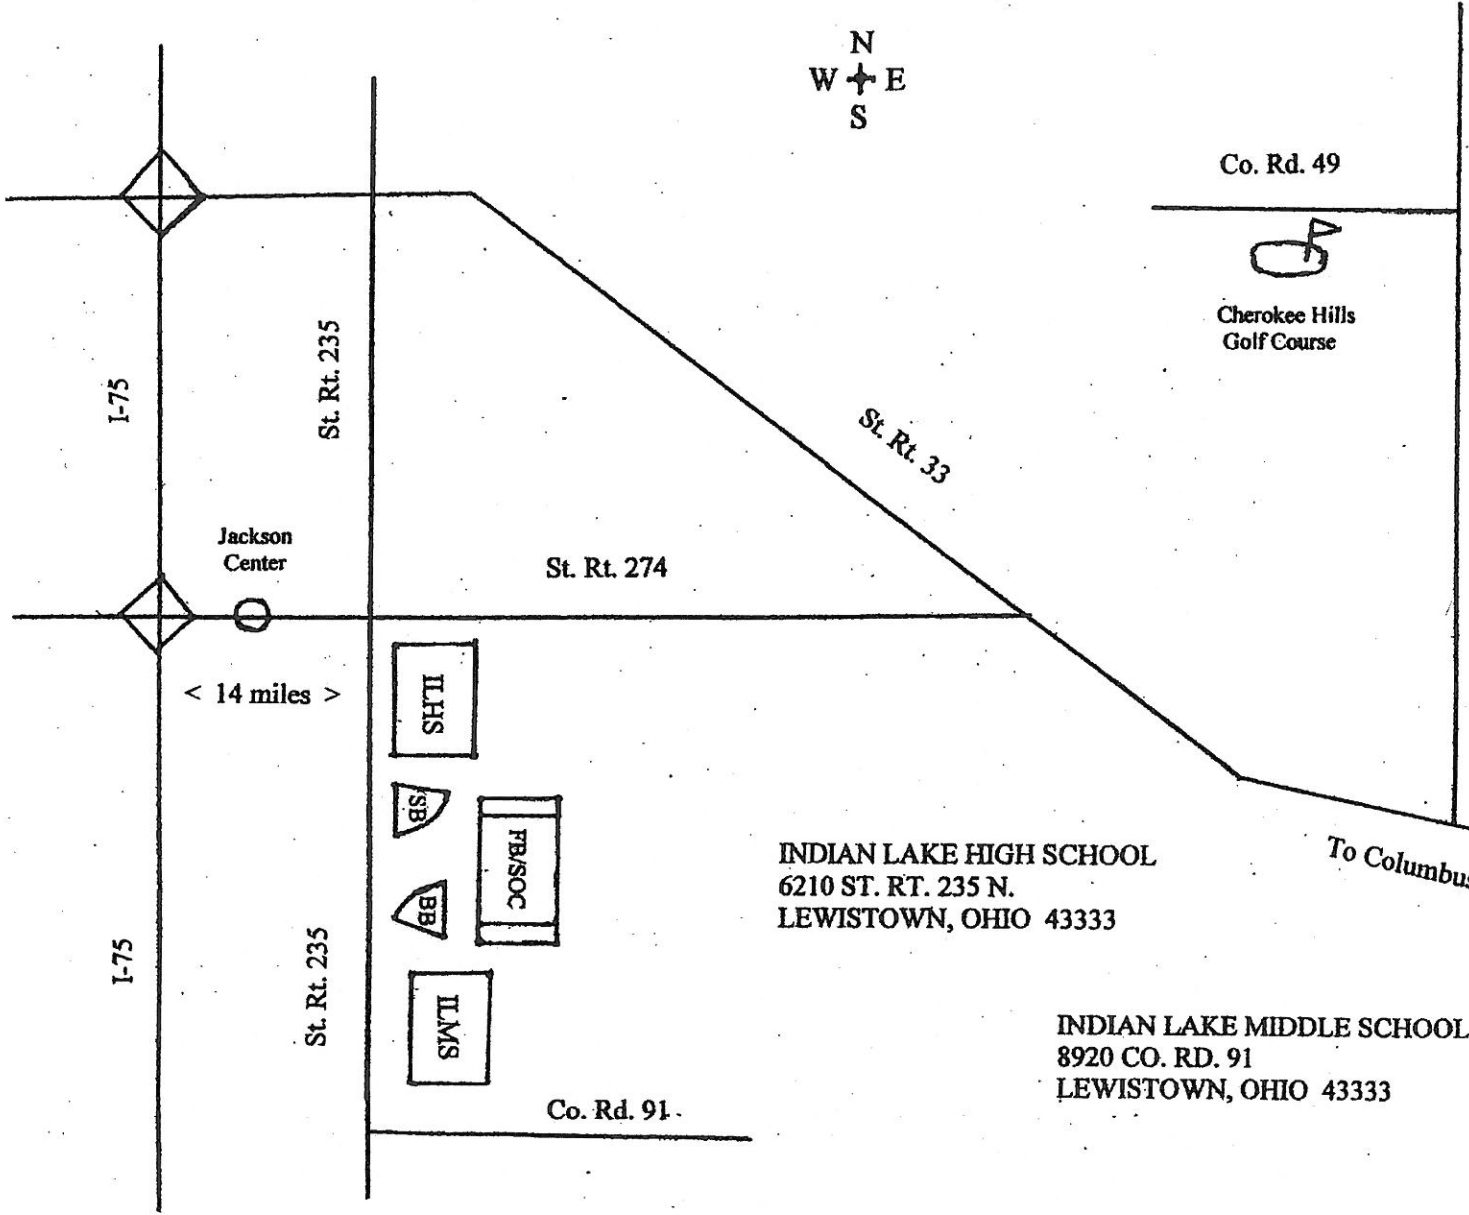 N
W E
S
Co. Rd. 49
Cherokee Hills
Golf Course
St. Rt. 235
I-75
St. Rt. 33
Jackson
Center
St. Rt. 274
< 14 miles >
ILHS
SB
FB/SOC
BB
ILMS
INDIAN LAKE HIGH SCHOOL
6210 ST. RT. 235 N.
LEWISTOWN, OHIO 43333
To Columbus
I-75
St. Rt. 235
INDIAN LAKE MIDDLE SCHOOL
8920 CO. RD. 91
LEWISTOWN, OHIO 43333
Co. Rd. 91